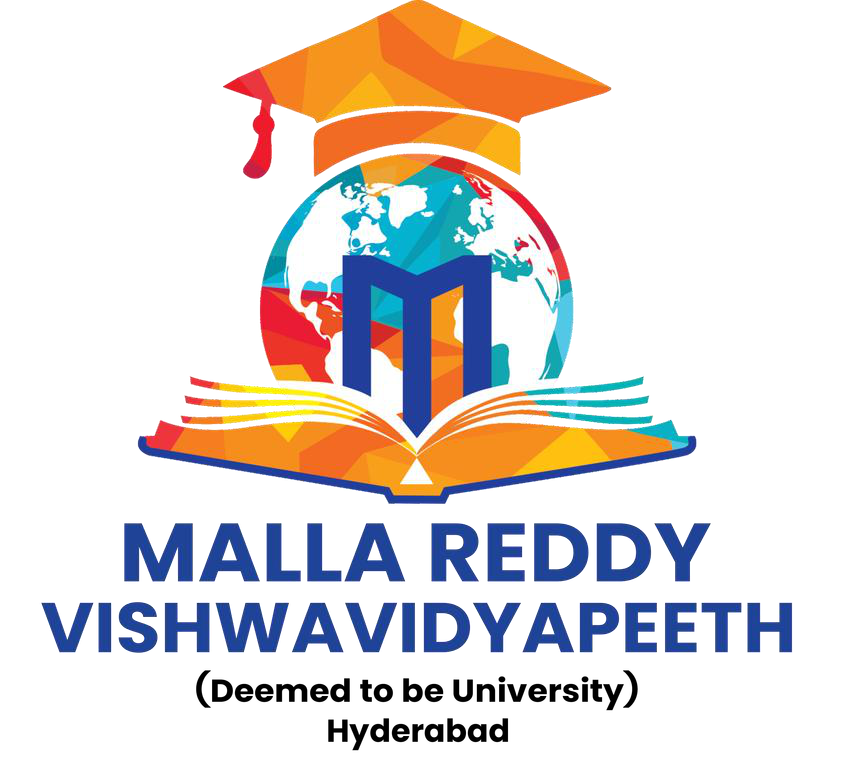 M
MALLA REDDY
VISHWAVIDYAPEETH
(Deemed to be University)
Hyderabad